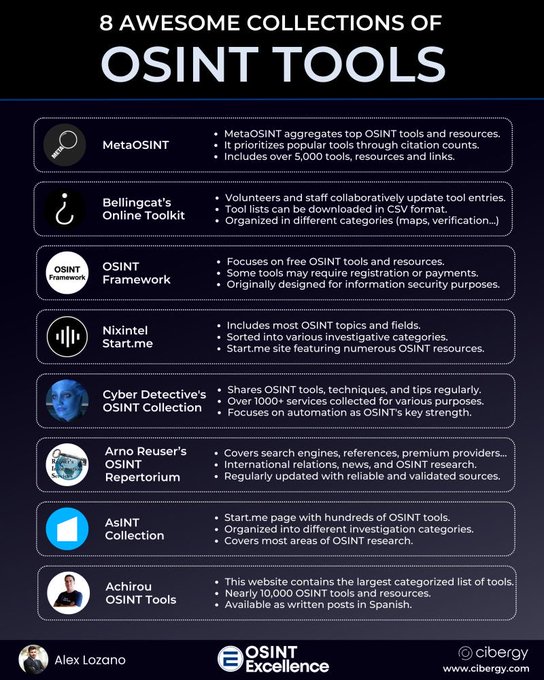 8 AWESOME COLLECTIONS OF
OSINT TOOLS
META
MetaOSINT
• MetaOSINT aggregates top OSINT tools and resources.
• It prioritizes popular tools through citation counts.
• Includes over 5,000 tools, resources and links.
Bellingcat's
Online Toolkit
• Volunteers and staff collaboratively update tool entries.
• Tool lists can be downloaded in CSV format.
• Organized in different categories (maps, verification...)
OSINT
Framework
OSINT
Framework
• Focuses on free OSINT tools and resources.
• Some tools may require registration or payments.
• Originally designed for information security purposes.
Nixintel
Start.me
• Includes most OSINT topics and fields.
• Sorted into various investigative categories.
• Start.me site featuring numerous OSINT resources.
Cyber Detective's
OSINT Collection
• Shares OSINT tools, techniques, and tips regularly.
• Over 1000+ services collected for various purposes.
• Focuses on automation as OSINT's key strength.
Arno Reuser's
OSINT
Repertorium
• Covers search engines, references, premium providers...
• International relations, news, and OSINT research.
• Regularly updated with reliable and validated sources.
AsINT
Collection
• Start.me page with hundreds of OSINT tools.
• Organized into different investigation categories.
• Covers most areas of OSINT research.
Achirou
OSINT Tools
• This website contains the largest categorized list of tools.
• Nearly 10,000 OSINT tools and resources.
• Available as written posts in Spanish.
Alex Lozano
OSINT
Excellence
cibergy
www.cibergy.com